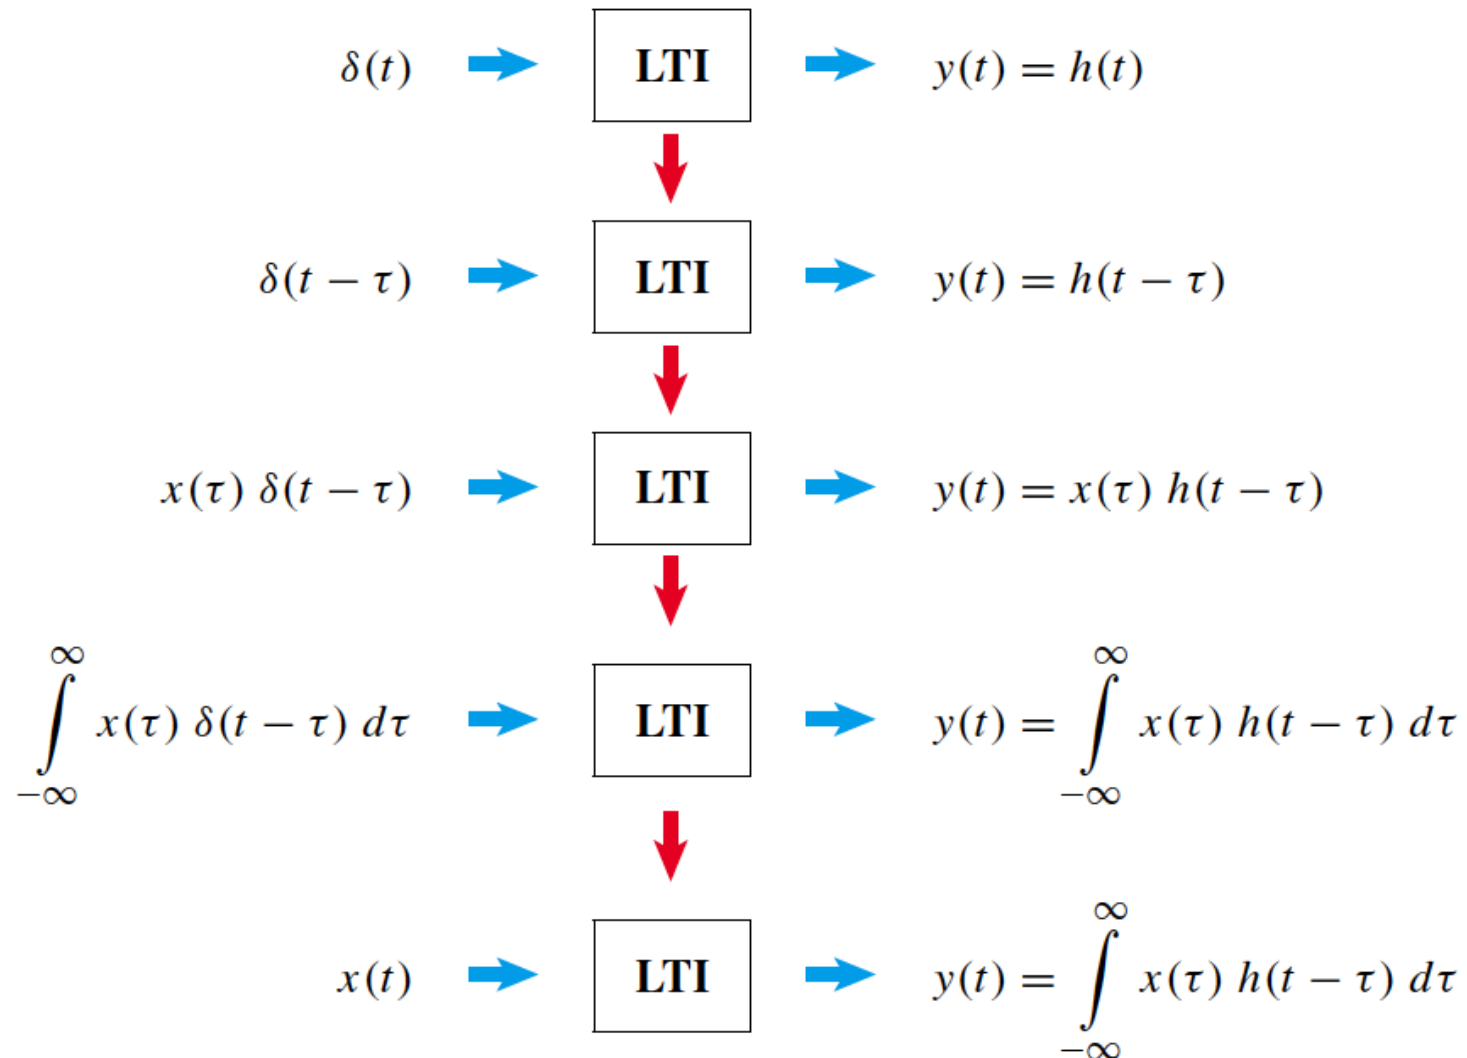 δ(t) LTI y(t) = h(t)
δ(t − τ) LTI y(t) = h(t − τ)
x(τ) δ(t − τ) LTI y(t) = x(τ) h(t − τ)
∫_{−∞}^{∞} x(τ) δ(t − τ) dτ LTI y(t) = ∫_{−∞}^{∞} x(τ) h(t − τ) dτ
x(t) LTI y(t) = ∫_{−∞}^{∞} x(τ) h(t − τ) dτ